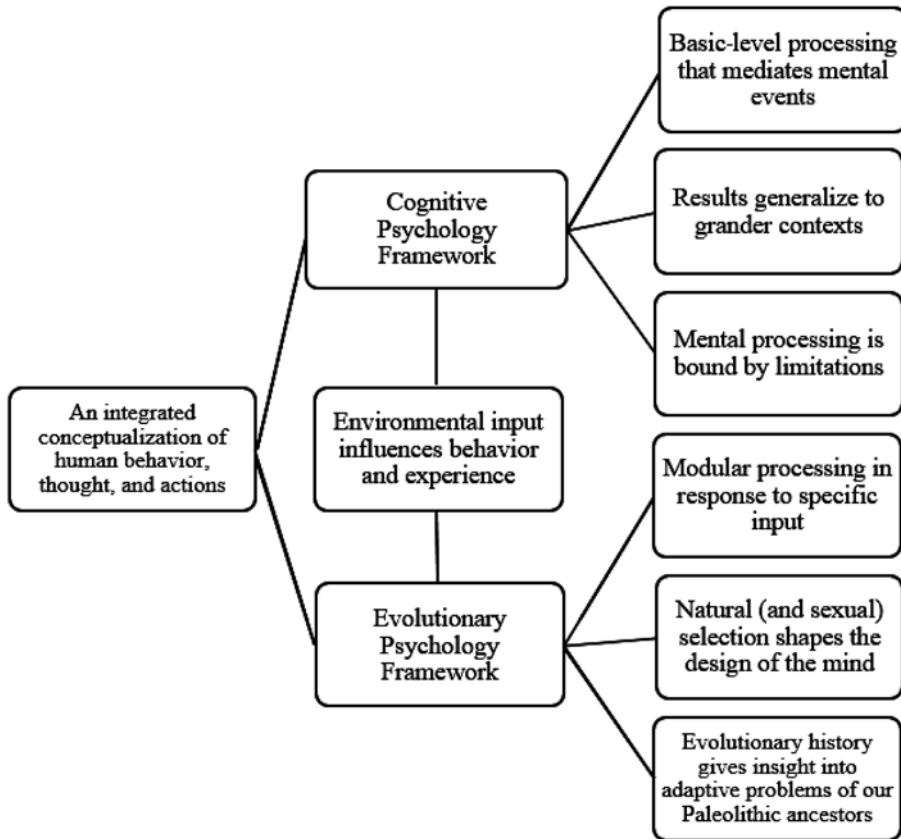 Basic-level processing
that mediates mental
events
Cognitive
Psychology
Framework
Results generalize to
grander contexts
Mental processing is
bound by limitations
An integrated
conceptualization of
human behavior,
thought, and actions
Environmental input
influences behavior
and experience
Modular processing in
response to specific
input
Evolutionary
Psychology
Framework
Natural (and sexual)
selection shapes the
design of the mind
Evolutionary history
gives insight into
adaptive problems of our
Paleolithic ancestors